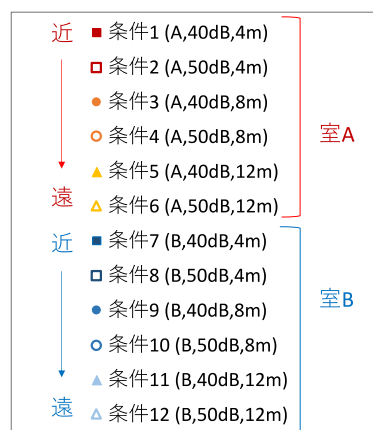 近
条件1 (A,40dB,4m)
条件2 (A,50dB,4m)
条件3 (A,40dB,8m)
条件4 (A,50dB,8m)
室A
条件5 (A,40dB,12m)
遠
条件6 (A,50dB,12m)
近
条件7 (B,40dB,4m)
条件8 (B,50dB,4m)
室B
条件9 (B,40dB,8m)
条件10 (B,50dB,8m)
条件11 (B,40dB,12m)
遠
条件12 (B,50dB,12m)